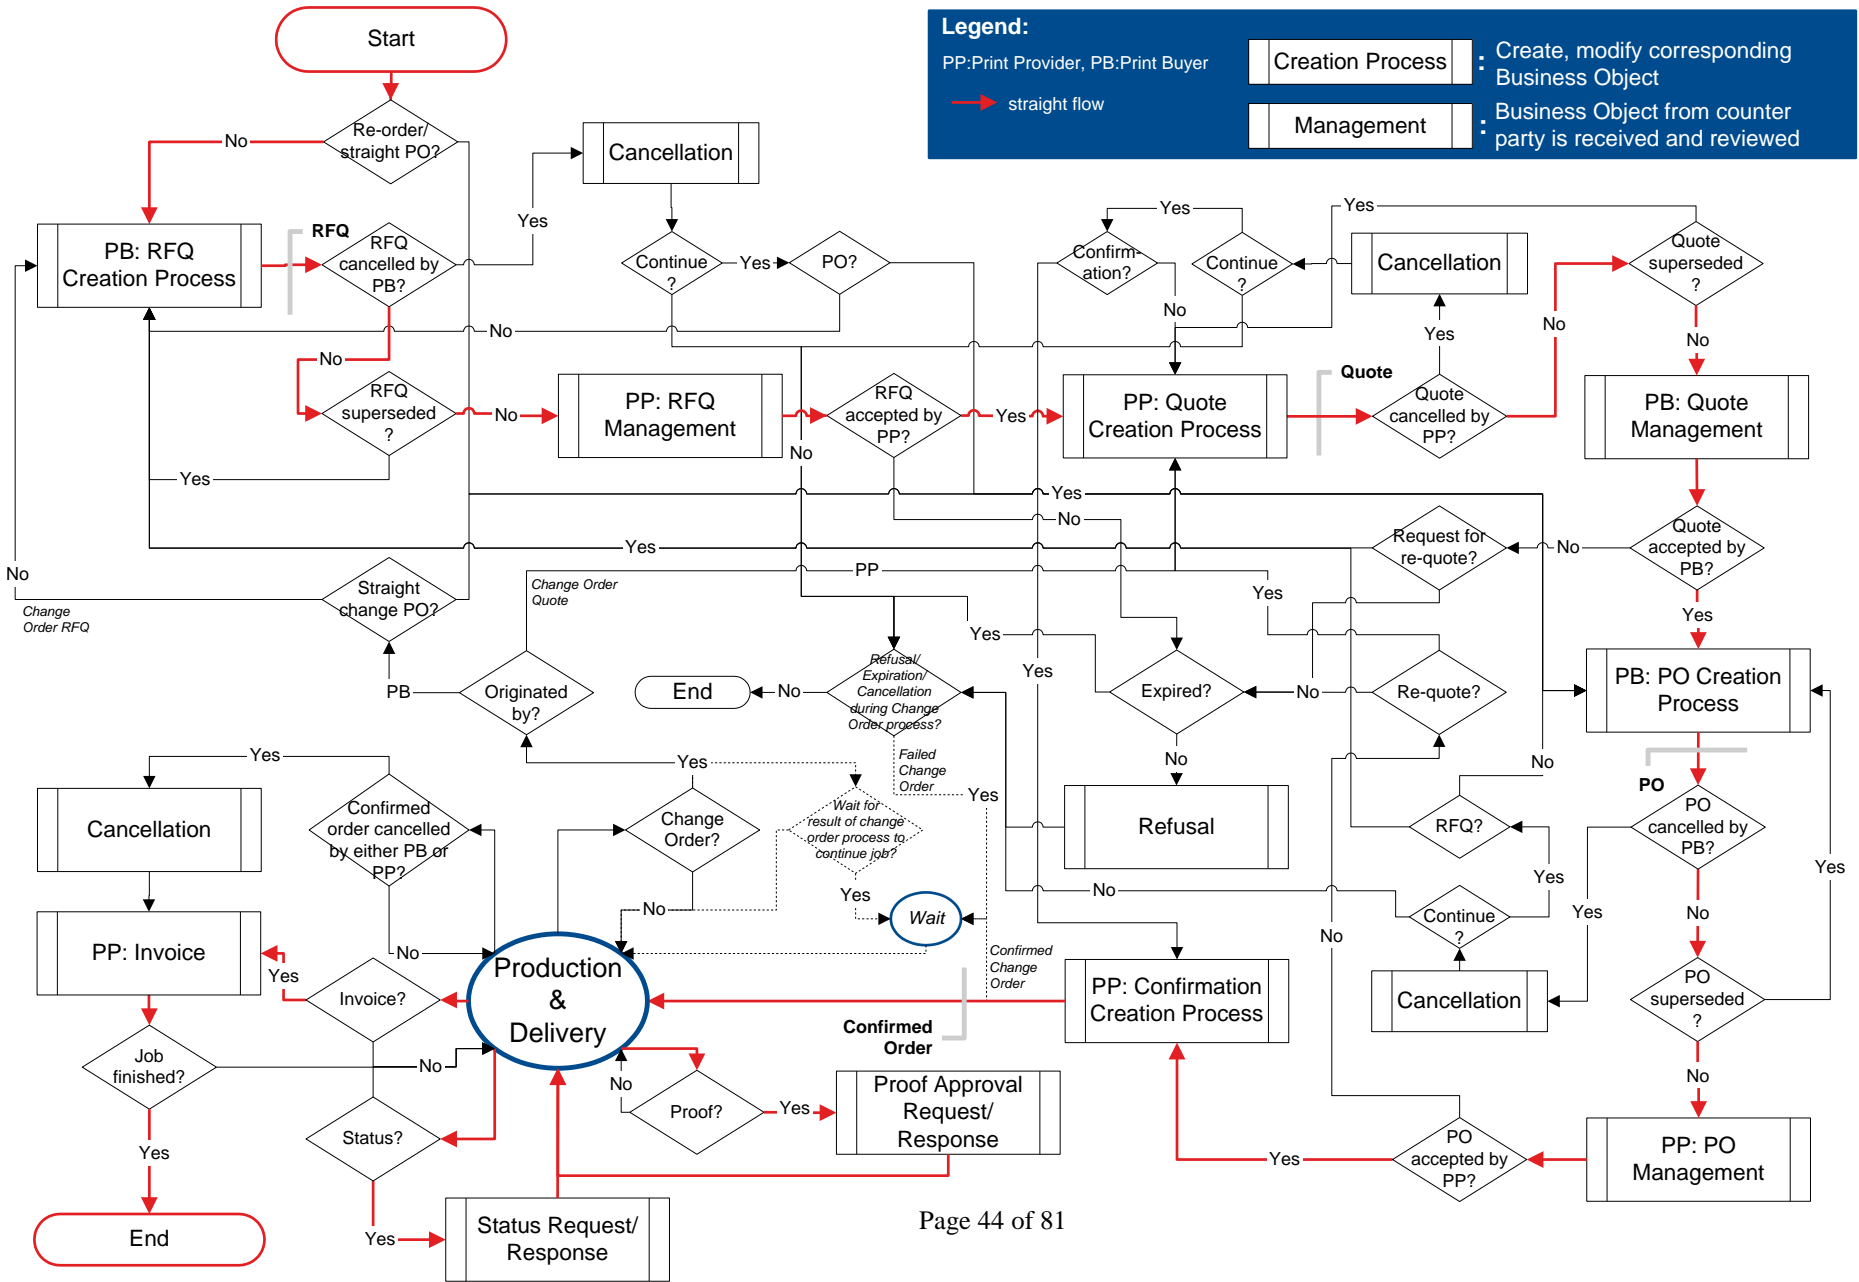 Start
Legend:
PP:Print Provider, PB:Print Buyer
straight flow
Creation Process
:
Create, modify corresponding
Business Object
Management
:
Business Object from counter
party is received and reviewed
Re-order/
straight PO?
No
Cancellation
Yes
PB: RFQ
Creation Process
RFQ
RFQ
cancelled by
PB?
Continue
?
Yes
PO?
Yes
Confirm-
ation?
Continue
?
Cancellation
Yes
Quote
superseded
?
No
No
No
Yes
No
No
RFQ
superseded
?
No
PP: RFQ
Management
RFQ
accepted by
PP?
Yes
PP: Quote
Creation Process
Quote
Quote
cancelled by
PP?
PB: Quote
Management
Yes
No
Yes
No
Yes
Request for
re-quote?
No
Quote
accepted by
PB?
No
Change
Order RFQ
Straight
change PO?
Change Order
Quote
PP
Yes
Yes
Yes
Yes
PB
Originated
by?
End
No
Refusal/
Expiration/
Cancellation
during Change
Order process?
Expired?
No
Re-quote?
PB: PO Creation
Process
Yes
Yes
Failed
Change
Order
Yes
No
No
PO
Cancellation
Confirmed
order cancelled
by either PB or
PP?
Change
Order?
Wait for
result of change
order process to
continue job?
Refusal
RFQ?
PO
cancelled by
PB?
Yes
Yes
No
Yes
No
Wait
No
Continue
?
Yes
No
PP: Invoice
No
Yes
Invoice?
Production
&
Delivery
Confirmed
Change
Order
Confirmed
Order
PP: Confirmation
Creation Process
No
Cancellation
PO
superseded
?
Job
finished?
No
No
Proof?
Yes
Proof Approval
Request/
Response
No
Yes
Status?
Yes
PO
accepted by
PP?
PP: PO
Management
End
Yes
Status Request/
Response
Page 44 of 81